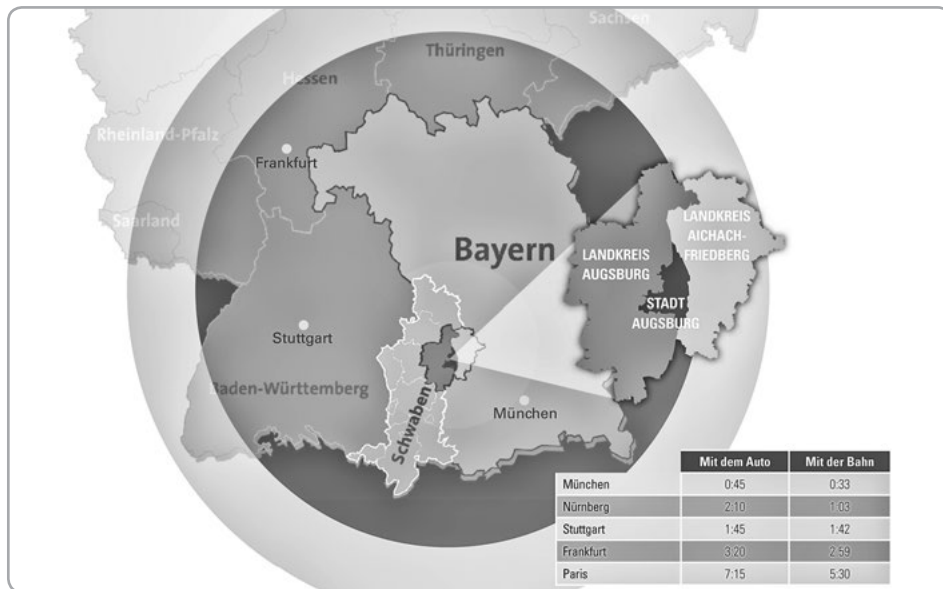 Sachsen
Thüringen
Hessen
Rheinland-Pfalz
Frankfurt
Saarland
LANDKREIS
AICHACH-
FRIEDBERG
Bayern
LANDKREIS
AUGSBURG
STADT
AUGSBURG
Stuttgart
Baden-Württemberg
Schwaben
München
Mit dem Auto Mit der Bahn
München 0:45 0:33
Nürnberg 2:10 1:03
Stuttgart 1:45 1:42
Frankfurt 3:20 2:59
Paris 7:15 5:30